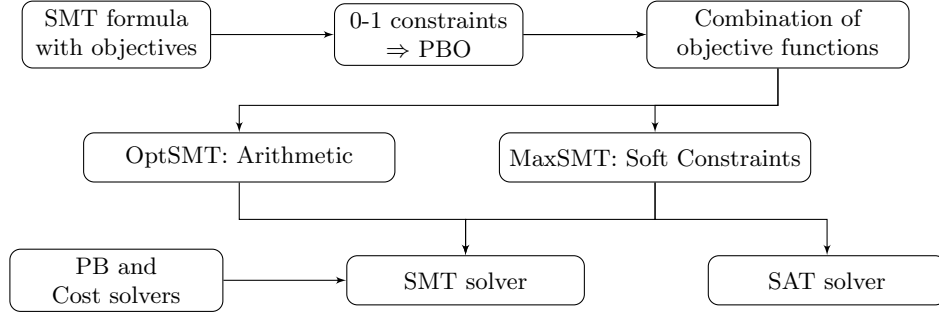 SMT formula
with objectives
0-1 constraints
⇒ PBO
Combination of
objective functions
OptSMT: Arithmetic
MaxSMT: Soft Constraints
PB and
Cost solvers
SMT solver
SAT solver